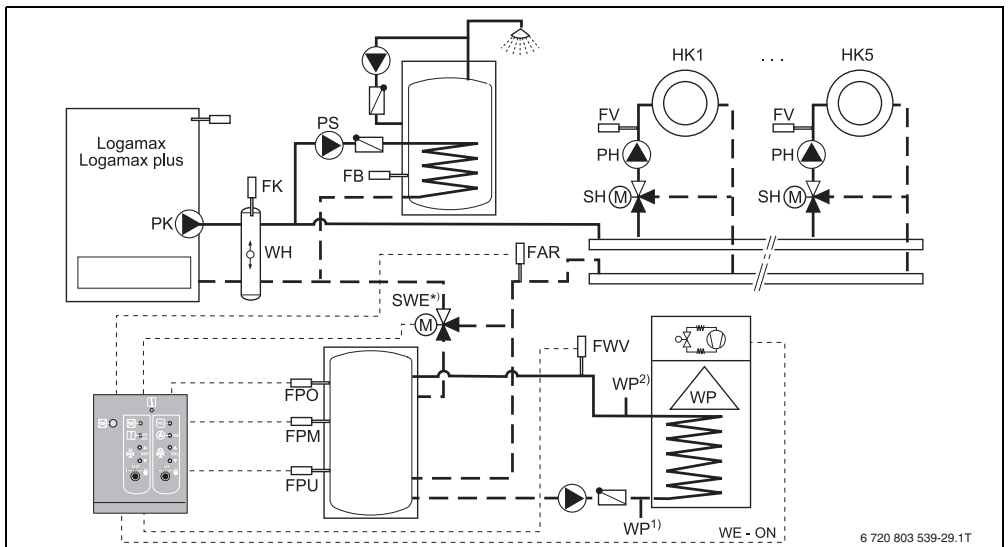 HK1
. . .
HK5
Logamax
Logamax plus
PS
FV
FV
PH
PH
FK
FB
SH
M
SH
M
PK
WH
FAR
SWE*)
M
FWV
FPO
WP2)
WP
FPM
FPU
WP1)
WE - ON
6 720 803 539-29.1T